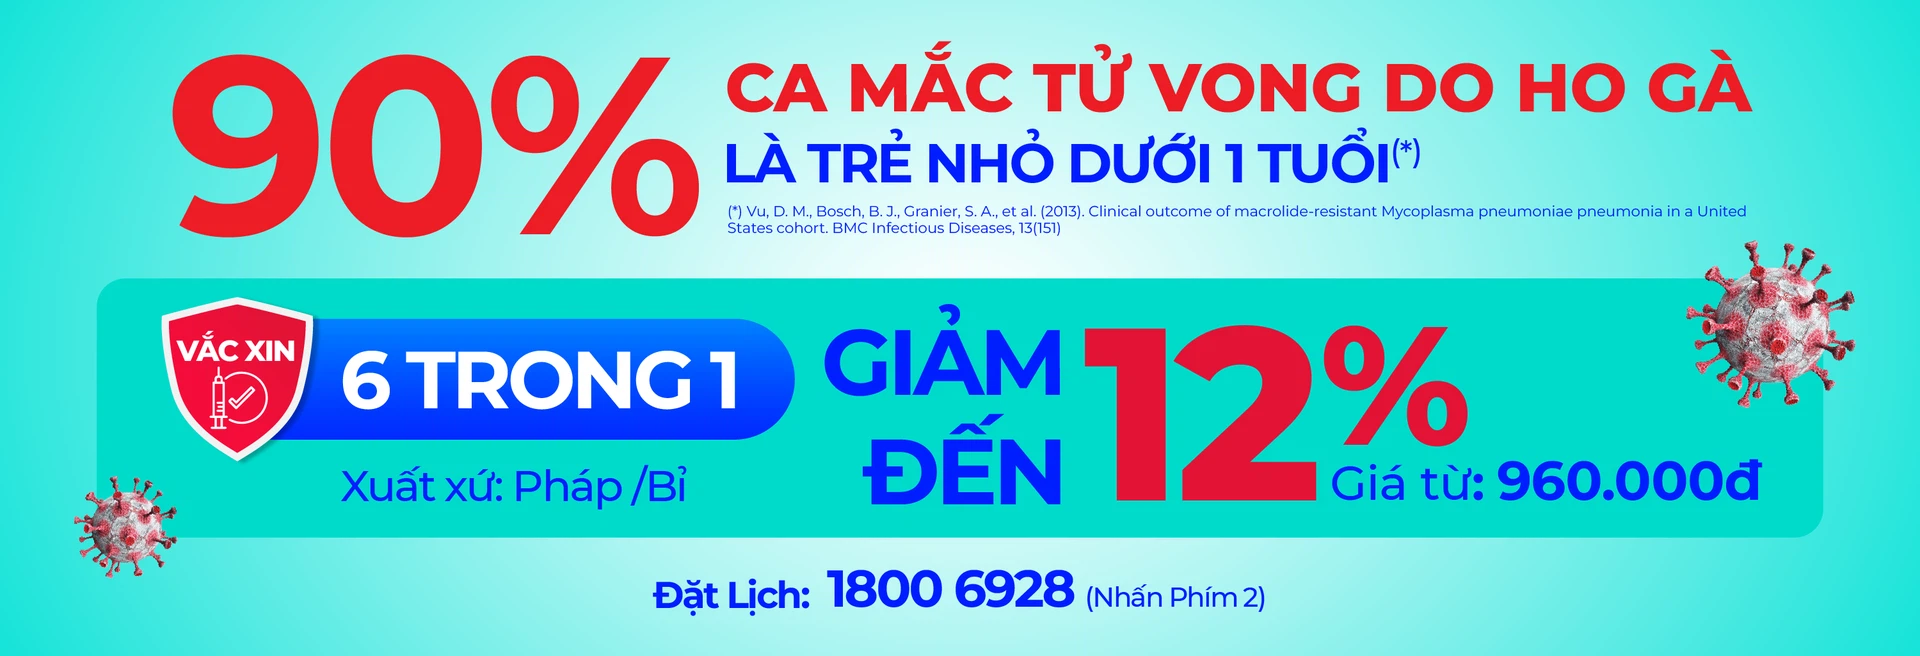 90%
CA MẮC TỬ VONG DO HO GÀ
LÀ TRẺ NHỎ DƯỚI 1 TUỔI(*)
(*) Vu, D. M., Bosch, B. J., Granier, S. A., et al. (2013). Clinical outcome of macrolide-resistant Mycoplasma pneumoniae pneumonia in a United
States cohort. BMC Infectious Diseases, 13(151)
VẮC XIN
6 TRONG 1
Xuất xứ: Pháp /Bỉ
GIẢM
ĐẾN
12%
Giá từ: 960.000đ
Đặt Lịch: 1800 6928 (Nhấn Phím 2)